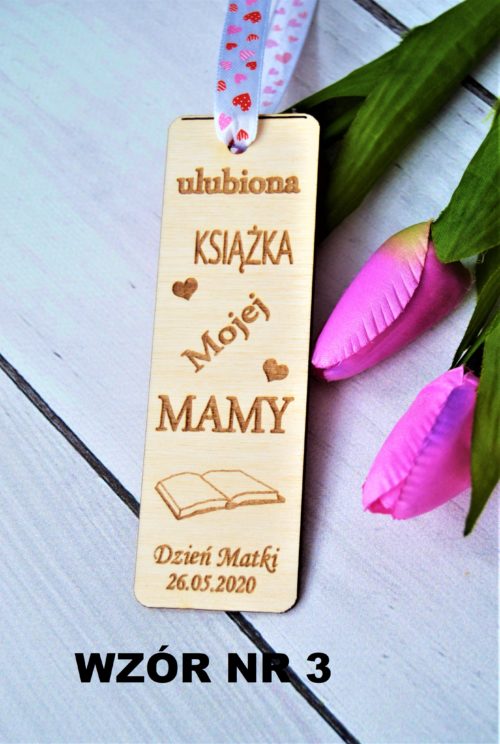 ulubiona
KSIĄŻKA
Mojej
MAMY
Dzień Matki
26.05.2020
WZÓR NR 3